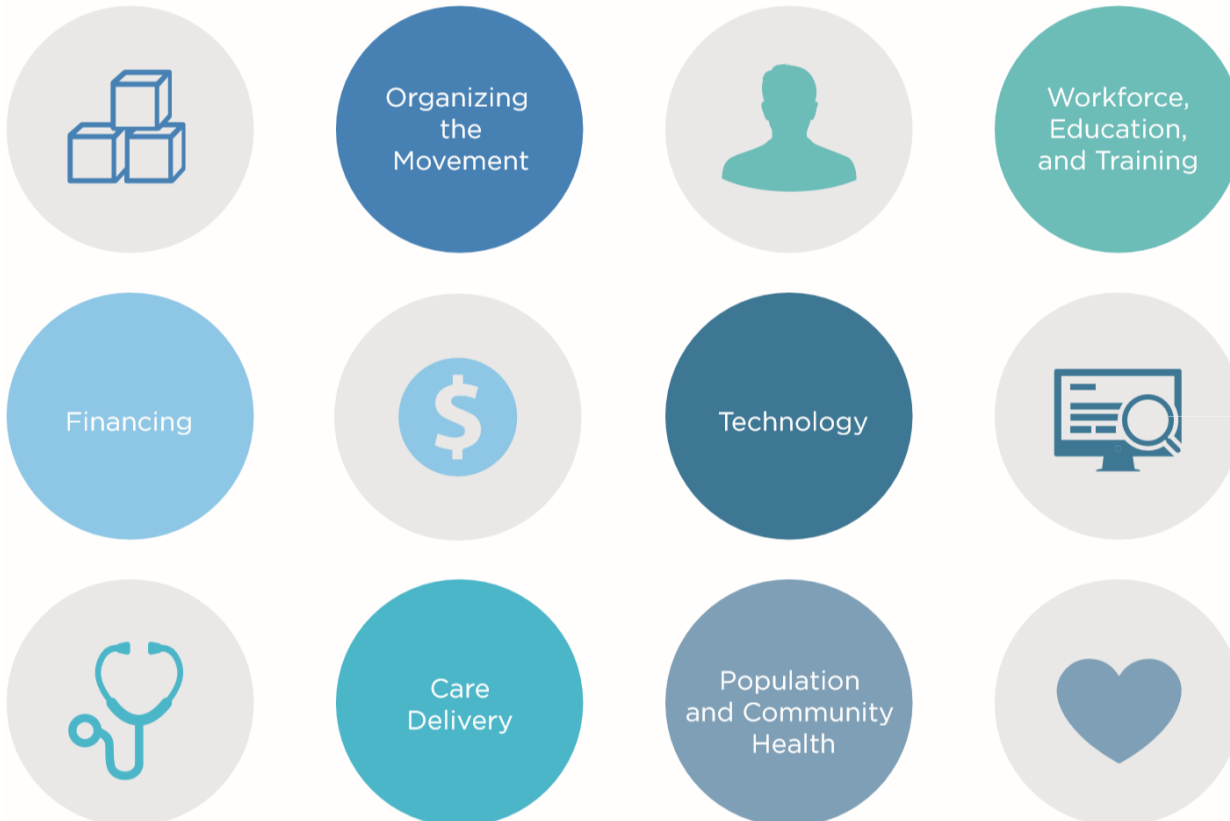 Organizing
the
Movement
Workforce,
Education,
and Training
Financing
$
Technology
Care
Delivery
Population
and Community
Health